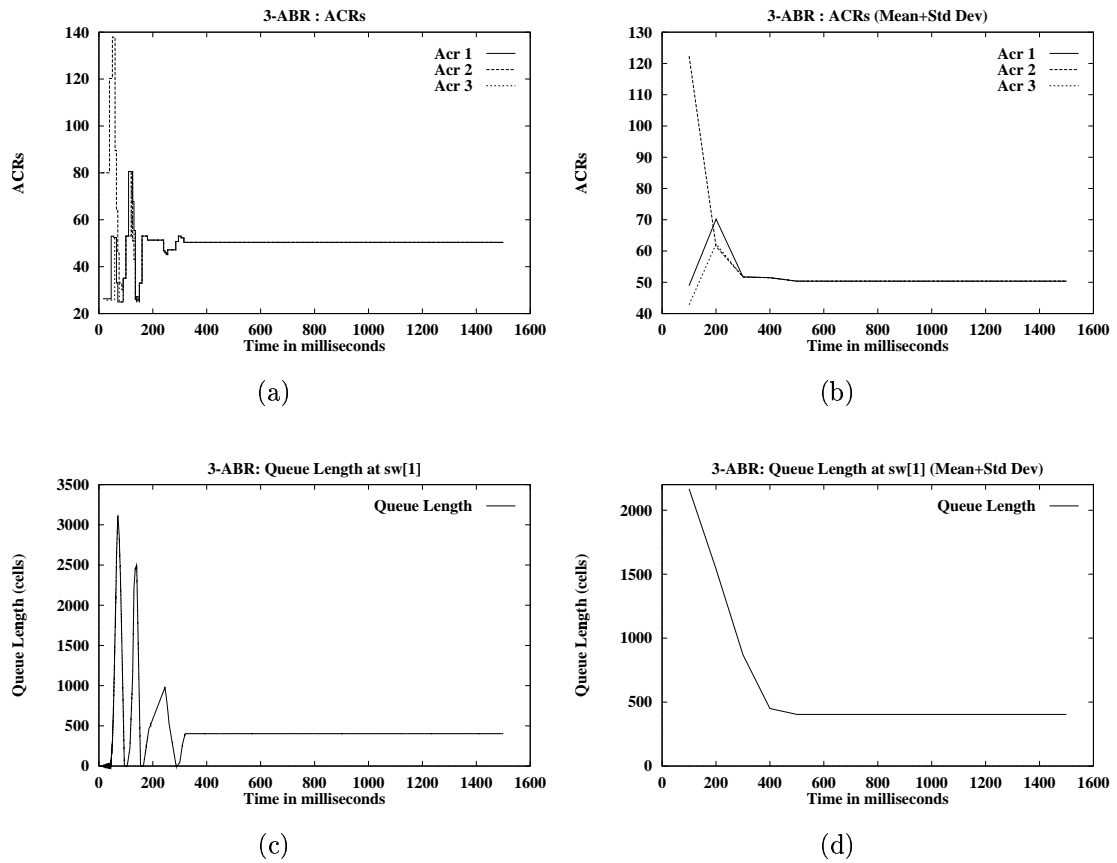 3-ABR : ACRs
140
120
100
80
60
40
20
ACRs
Acr 1
Acr 2
Acr 3
0 200 400 600 800 1000 1200 1400 1600
Time in milliseconds
(a)
3-ABR : ACRs (Mean+Std Dev)
130
120
110
100
90
80
70
60
50
40
ACRs
Acr 1
Acr 2
Acr 3
0 200 400 600 800 1000 1200 1400 1600
Time in milliseconds
(b)
3-ABR: Queue Length at sw[1]
3500
3000
2500
2000
1500
1000
500
0
Queue Length (cells)
Queue Length
0 200 400 600 800 1000 1200 1400 1600
Time in milliseconds
(c)
3-ABR: Queue Length at sw[1] (Mean+Std Dev)
2000
1500
1000
500
0
Queue Length (cells)
Queue Length
0 200 400 600 800 1000 1200 1400 1600
Time in milliseconds
(d)